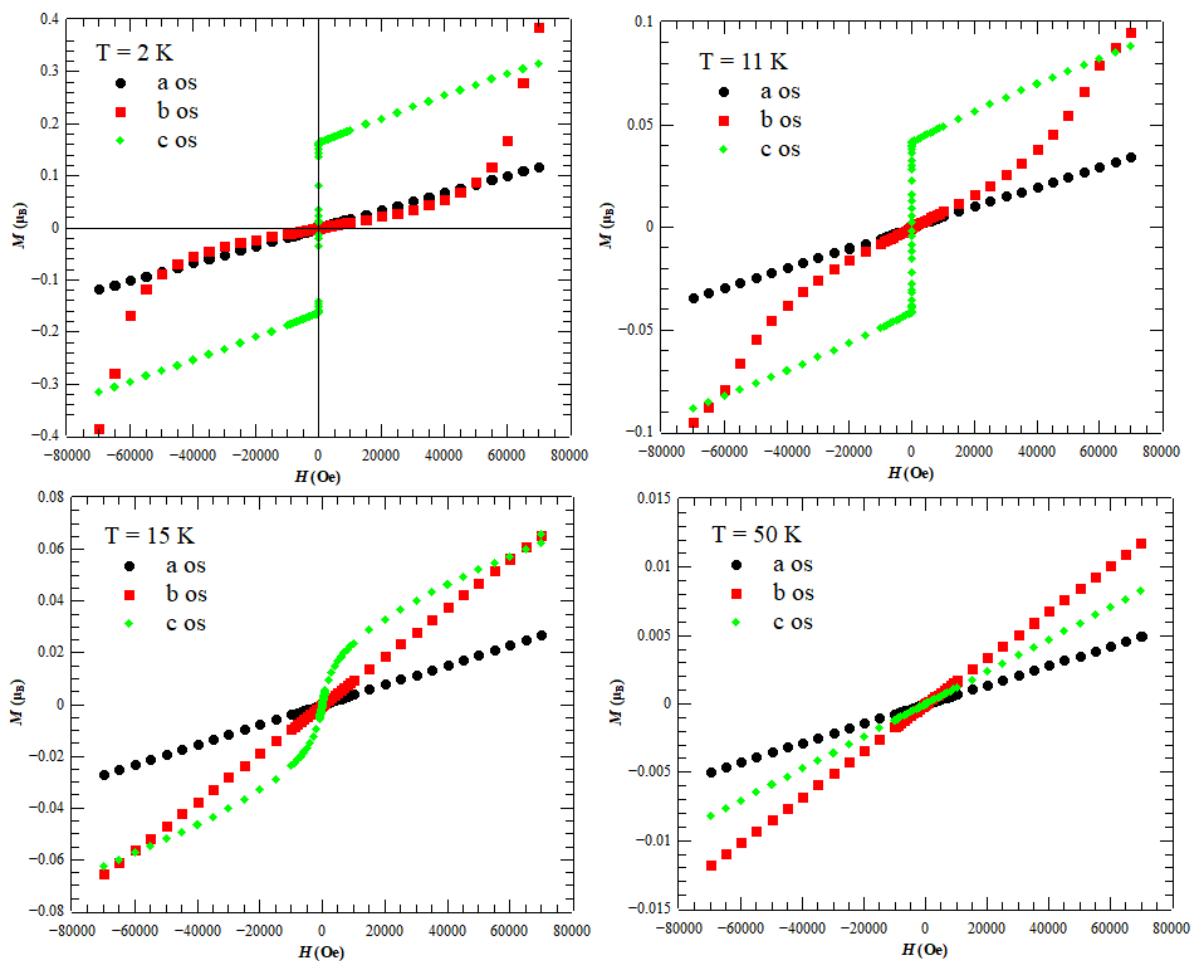 T = 2 K
a os
b os
c os
M (μB)
0.4
0.3
0.2
0.1
0
−0.1
−0.2
−0.3
−0.4
−80000 −60000 −40000 −20000 0 20000 40000 60000 80000
H (Oe)
T = 11 K
a os
b os
c os
M (μB)
0.1
0.05
0
−0.05
−0.1
−80000 −60000 −40000 −20000 0 20000 40000 60000 80000
H (Oe)
T = 15 K
a os
b os
c os
M (μB)
0.08
0.06
0.04
0.02
0
−0.02
−0.04
−0.06
−0.08
−80000 −60000 −40000 −20000 0 20000 40000 60000 80000
H (Oe)
T = 50 K
a os
b os
c os
M (μB)
0.015
0.01
0.005
0
−0.005
−0.01
−0.015
−80000 −60000 −40000 −20000 0 20000 40000 60000 80000
H (Oe)